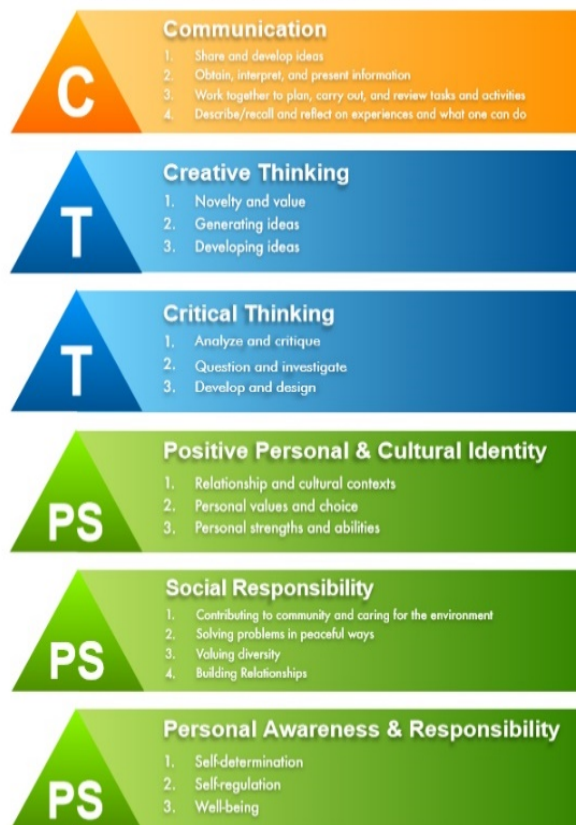 Communication
C
1. Share and develop ideas
2. Obtain, interpret, and present information
3. Work together to plan, carry out, and review tasks and activities
4. Describe/recall and reflect on experiences and what one can do
Creative Thinking
T
1. Novelty and value
2. Generating ideas
3. Developing ideas
Critical Thinking
T
1. Analyze and critique
2. Question and investigate
3. Develop and design
Positive Personal & Cultural Identity
PS
1. Relationship and cultural contexts
2. Personal values and choice
3. Personal strengths and abilities
Social Responsibility
PS
1. Contributing to community and caring for the environment
2. Solving problems in peaceful ways
3. Valuing diversity
4. Building Relationships
Personal Awareness & Responsibility
PS
1. Self-determination
2. Self-regulation
3. Well-being